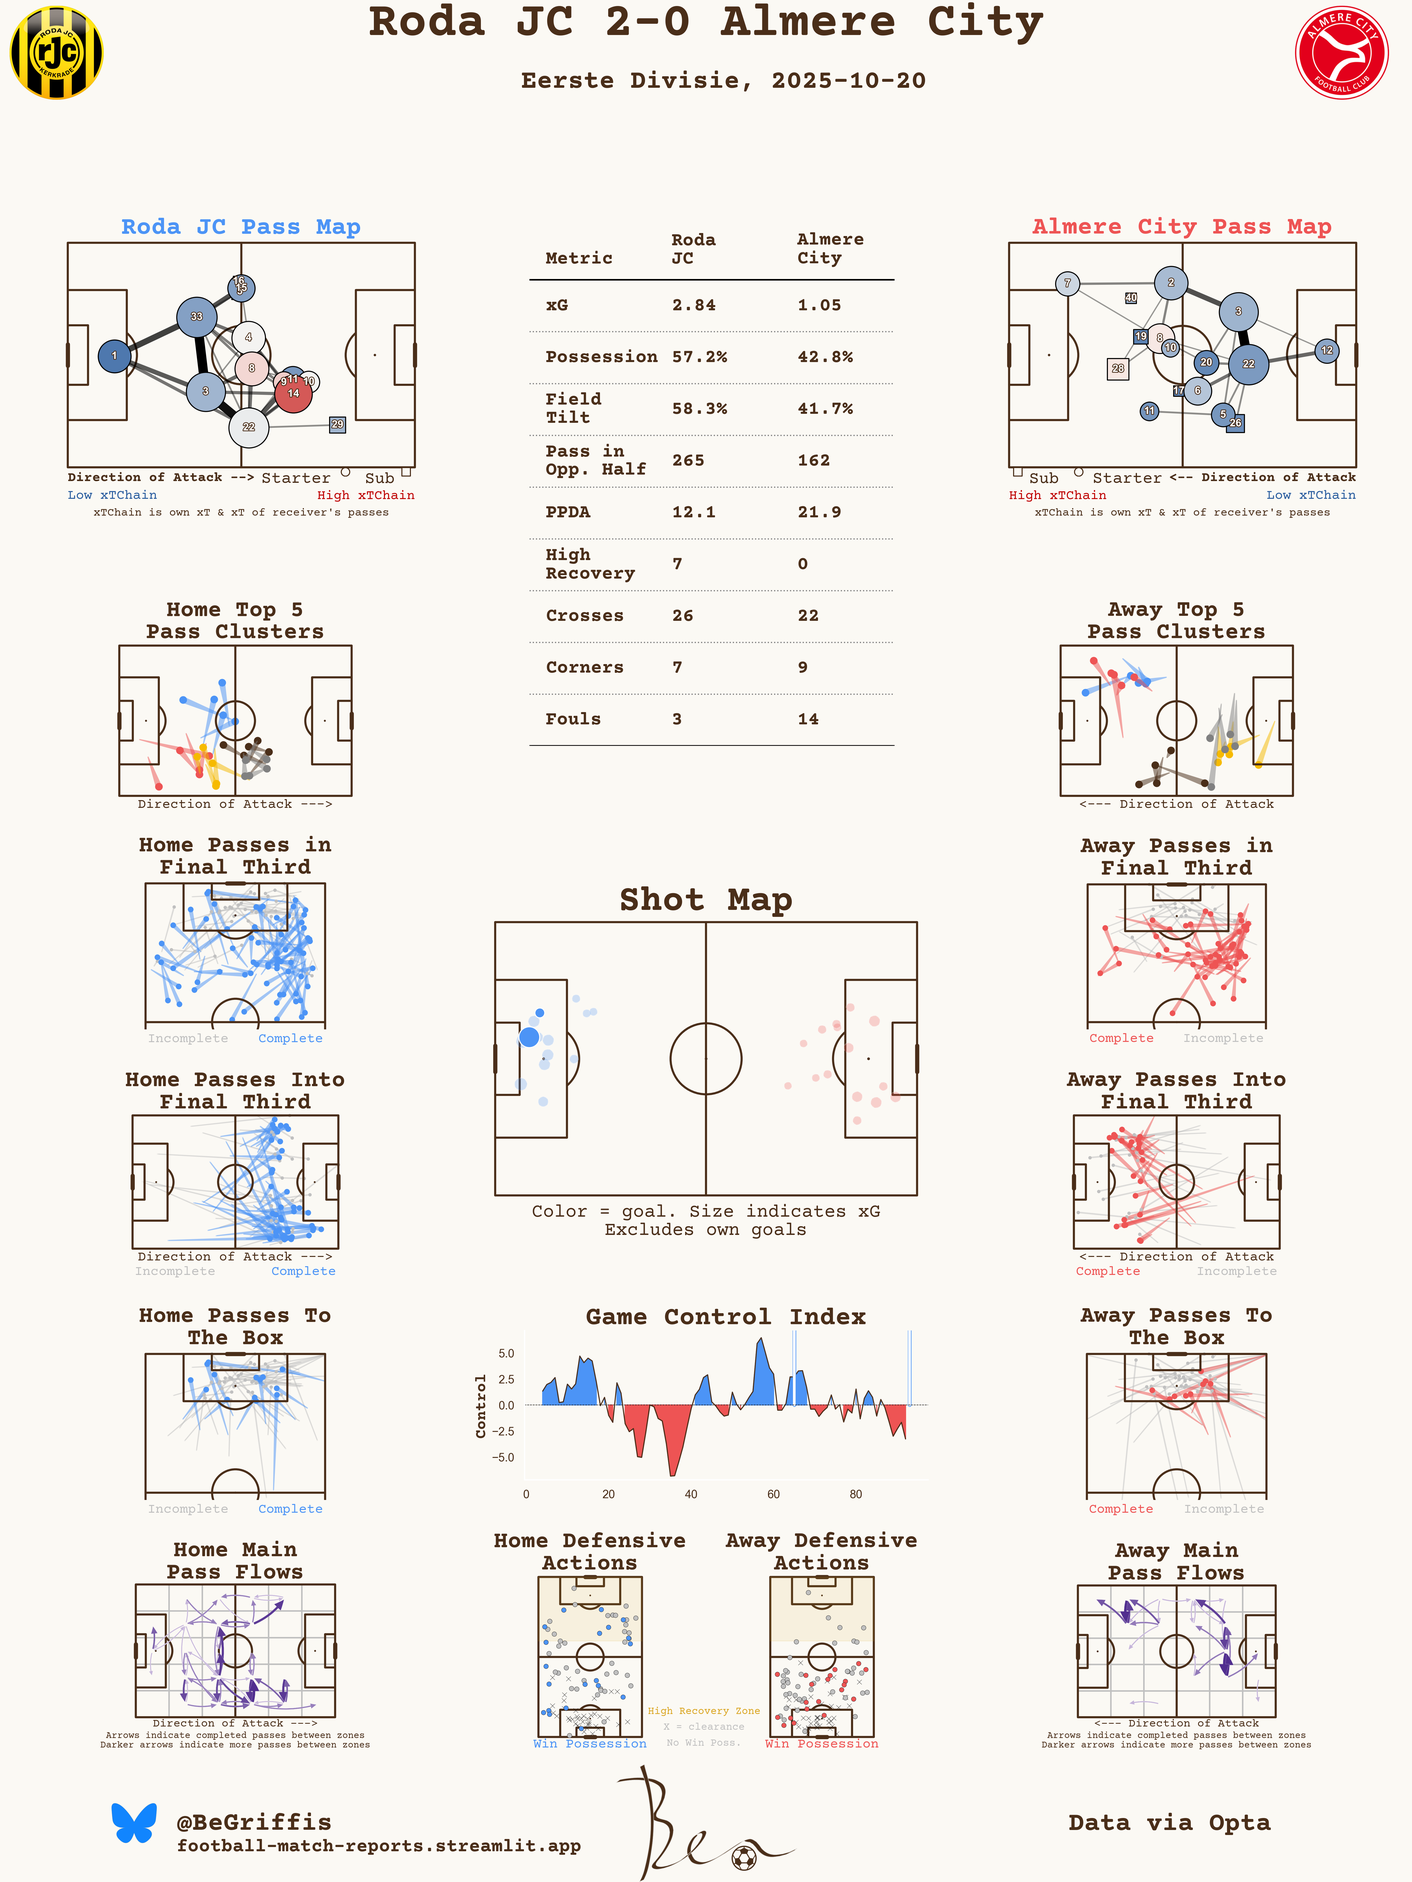 Roda JC 2-0 Almere City
Eerste Divisie, 2025-10-20
RODA JC
rJc
KERKRADE
ALMERE CITY
FOOTBALL CLUB
Roda JC Pass Map
16
15
33
4
1
8
9
11
10
14
3
22
29
Direction of Attack --> Starter Sub
Low xTChain High xTChain
xTChain is own xT & xT of receiver's passes
Metric Roda JC Almere City
xG 2.84 1.05
Possession 57.2% 42.8%
Field Tilt 58.3% 41.7%
Pass in Opp. Half 265 162
PPDA 12.1 21.9
High Recovery 7 0
Crosses 26 22
Corners 7 9
Fouls 3 14
Almere City Pass Map
7
2
40
3
19
8
10
12
28
20
22
17
6
11
5
26
Sub Starter <-- Direction of Attack
High xTChain Low xTChain
xTChain is own xT & xT of receiver's passes
Home Top 5
Pass Clusters
Direction of Attack --->
Away Top 5
Pass Clusters
<--- Direction of Attack
Home Passes in
Final Third
Incomplete Complete
Away Passes in
Final Third
Complete Incomplete
Shot Map
Color = goal. Size indicates xG
Excludes own goals
Home Passes Into
Final Third
Direction of Attack --->
Incomplete Complete
Away Passes Into
Final Third
<--- Direction of Attack
Complete Incomplete
Home Passes To
The Box
Incomplete Complete
Game Control Index
Control
5.0
2.5
0.0
−2.5
−5.0
0 20 40 60 80
Away Passes To
The Box
Complete Incomplete
Home Main
Pass Flows
Direction of Attack --->
Arrows indicate completed passes between zones
Darker arrows indicate more passes between zones
Home Defensive
Actions
Win Possession
High Recovery Zone
X = clearance
No Win Poss.
Away Defensive
Actions
Win Possession
Away Main
Pass Flows
<--- Direction of Attack
Arrows indicate completed passes between zones
Darker arrows indicate more passes between zones
@BeGriffis
football-match-reports.streamlit.app
Ben
Data via Opta